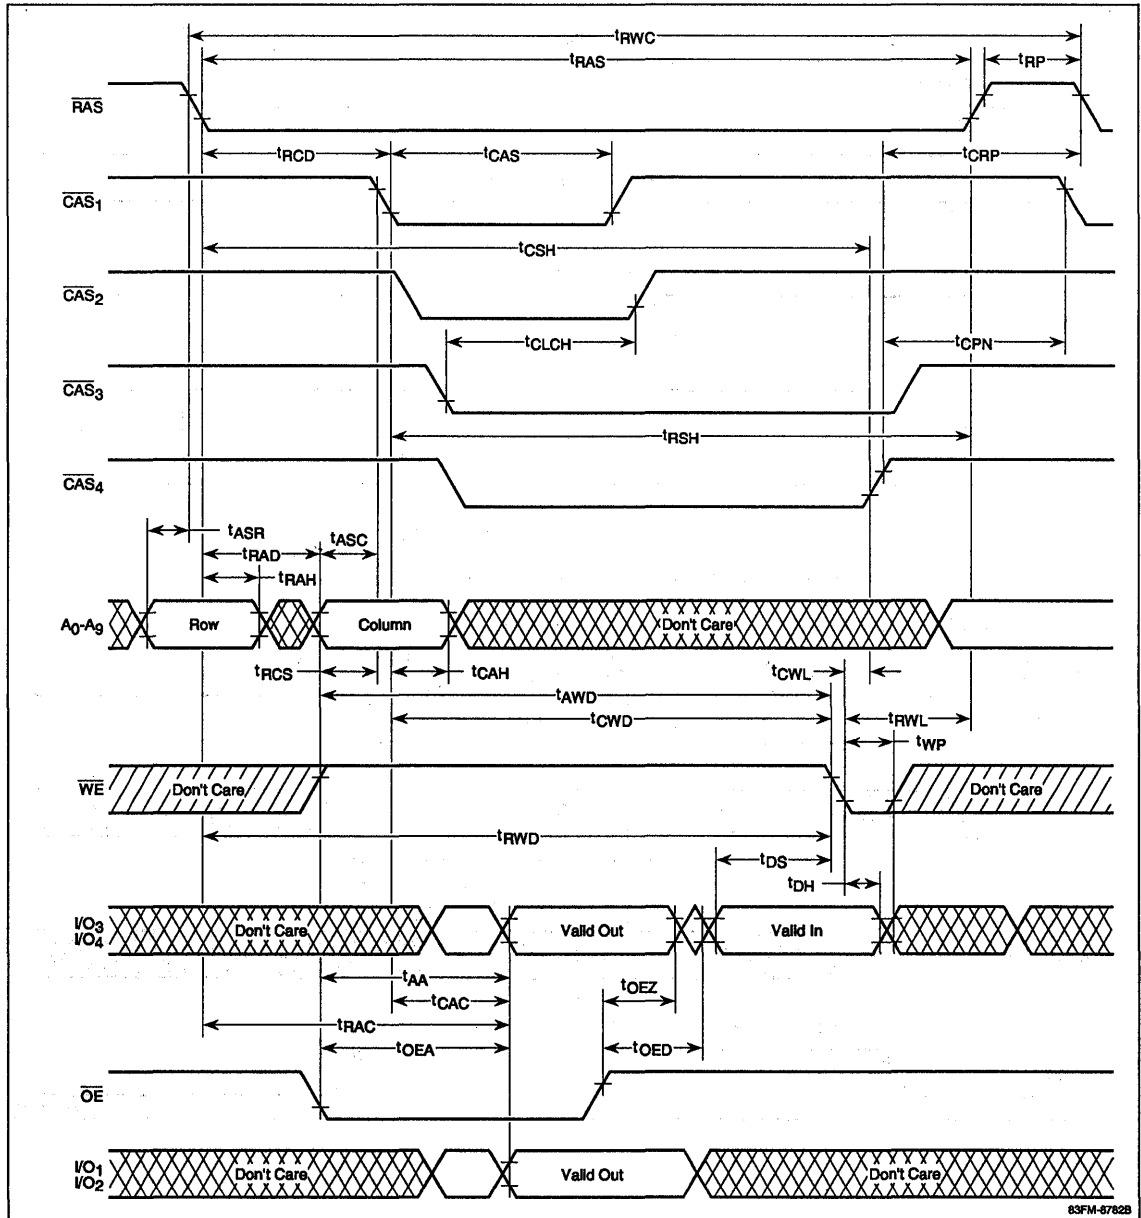 tRWC
tRAS
tRP
RAS
tRCD
tCAS
tCRP
CAS1
tCSH
CAS2
tCLCH
tCPN
CAS3
tRSH
CAS4
tASR
tASC
tRAD
tRAH
A0-A9
Row
Column
Don't Care
tRCS
tCAH
tCWL
tAWD
tCWD
tRWL
tWP
WE
Don't Care
Don't Care
tRWD
tDS
tDH
I/O3
I/O4
Don't Care
Valid Out
Valid In
tAA
tOEZ
tCAC
tRAC
tOEA
tOED
OE
I/O1
I/O2
Don't Care
Valid Out
Don't Care
83FM-8782B